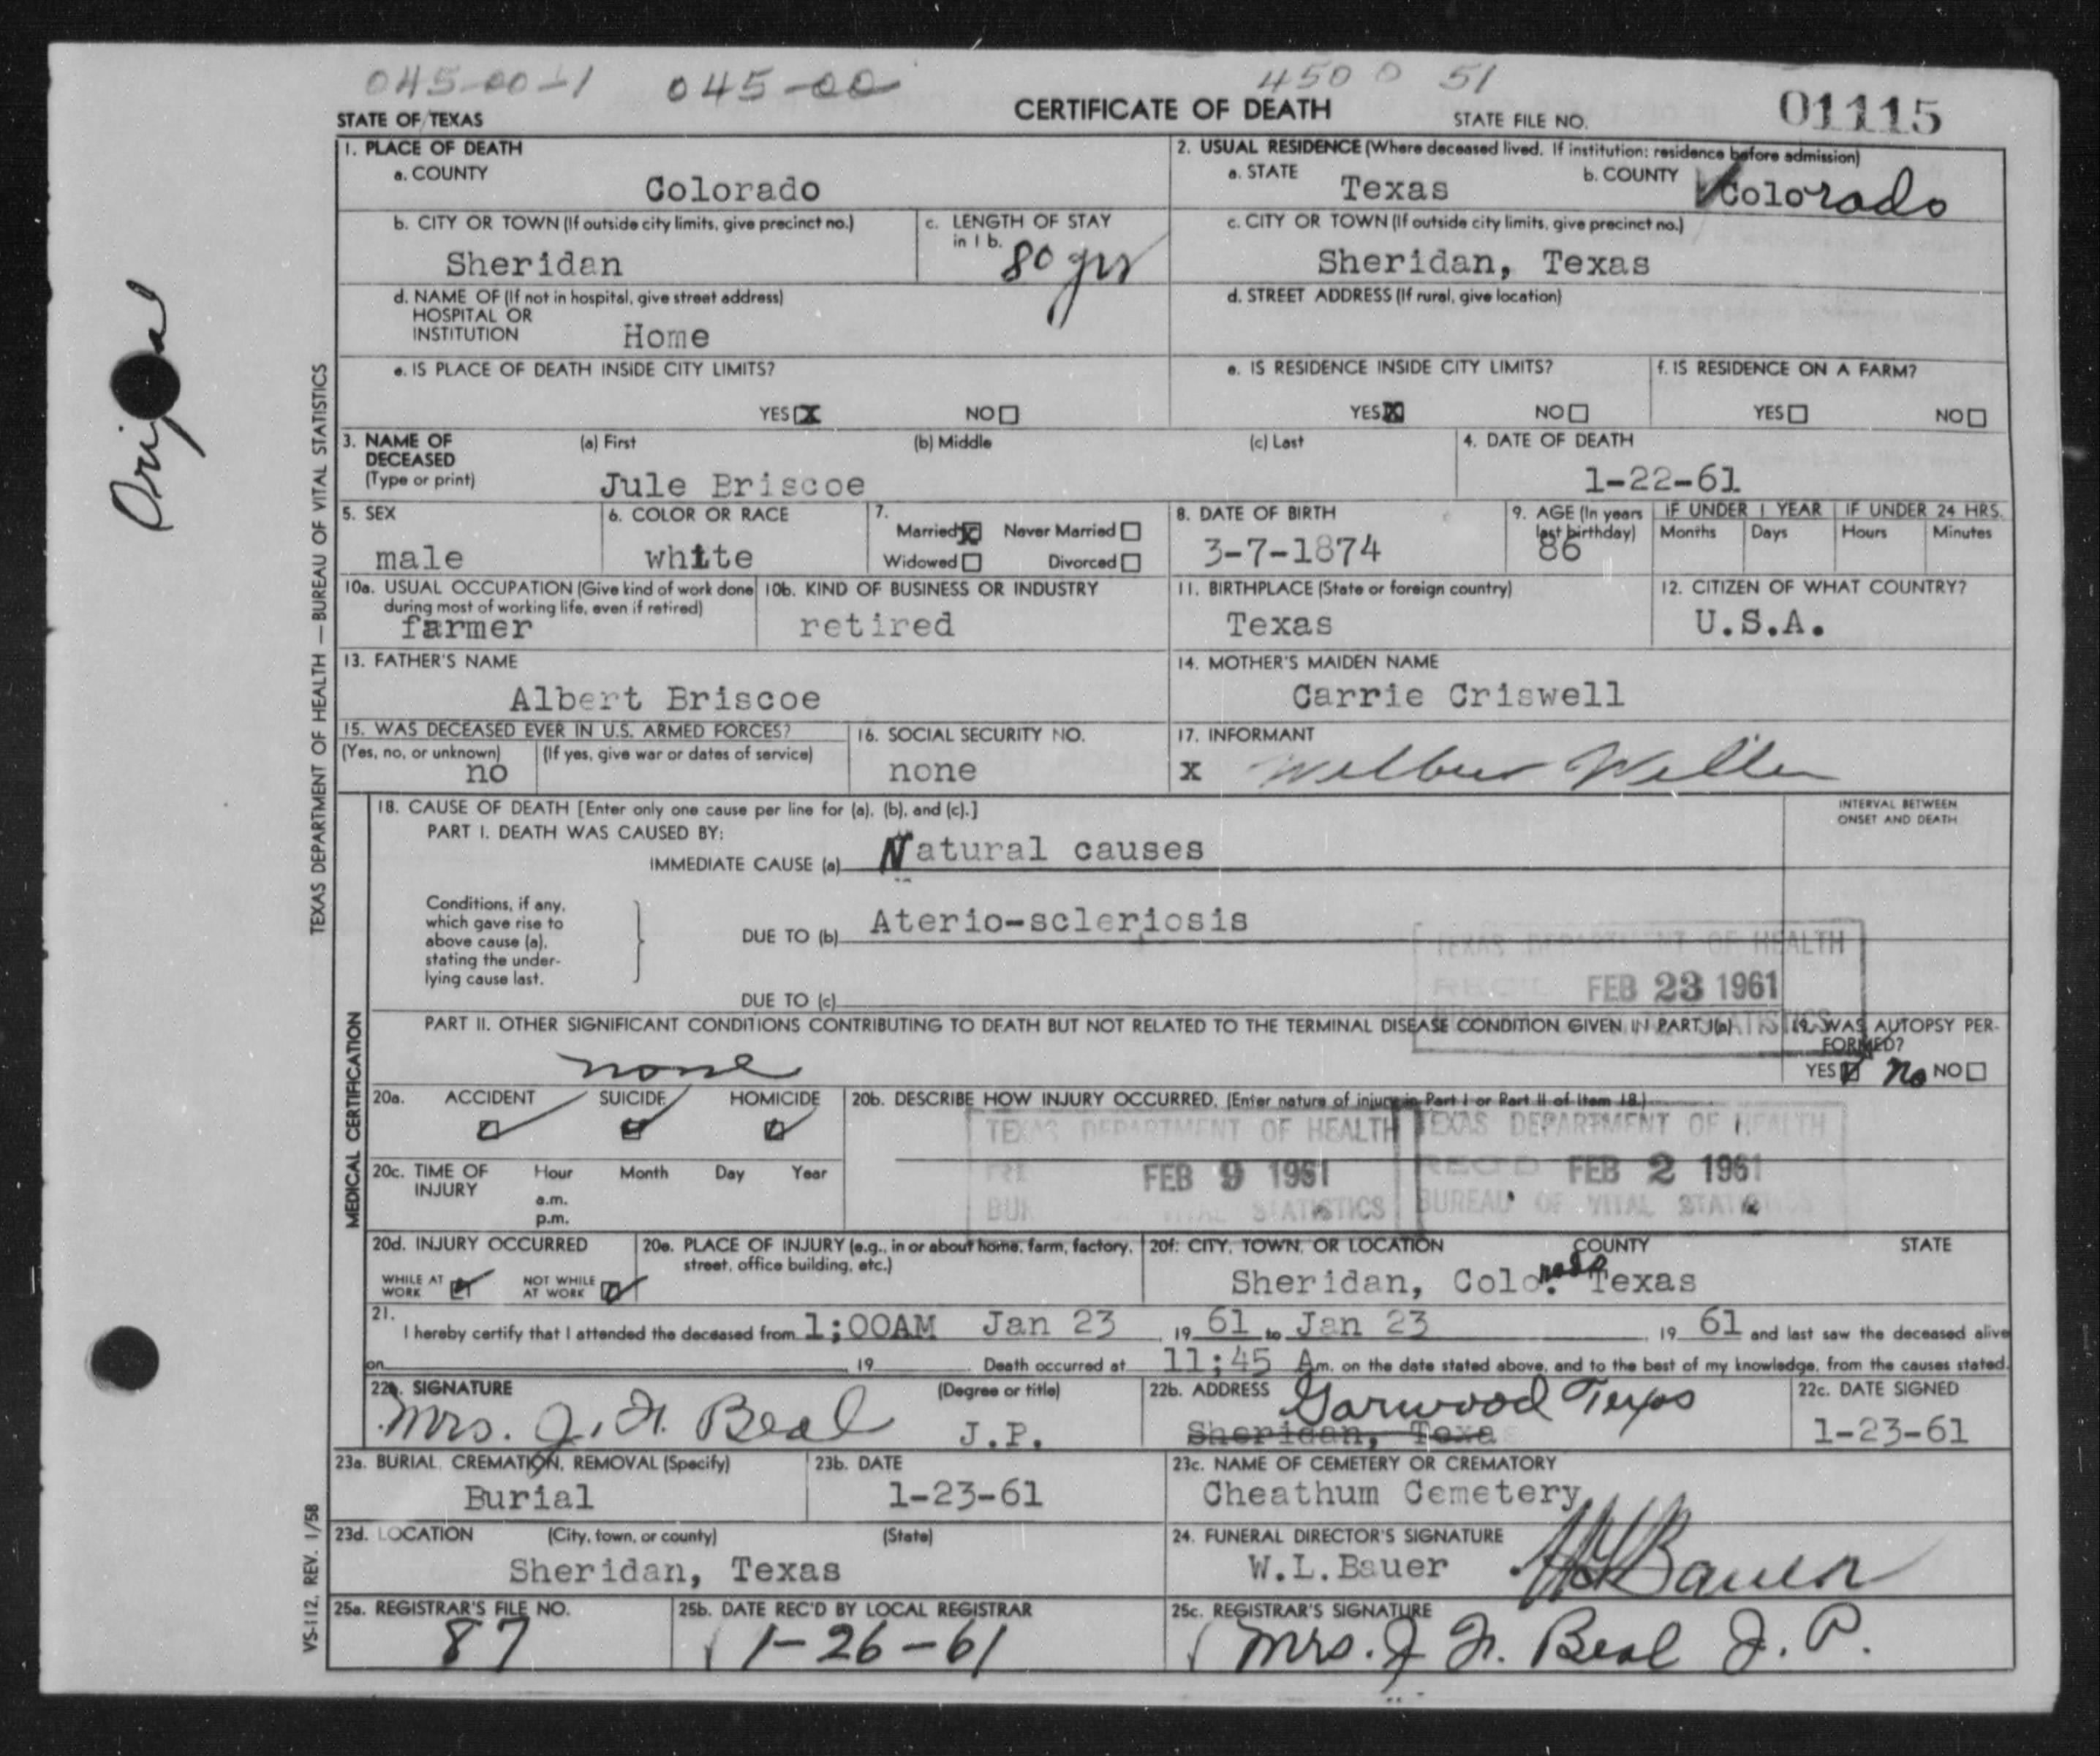 045-00-1 045-00 450 0 51
STATE OF TEXAS CERTIFICATE OF DEATH STATE FILE NO. 01115
Original
TEXAS DEPARTMENT OF HEALTH — BUREAU OF VITAL STATISTICS
1. PLACE OF DEATH
a. COUNTY
Colorado
2. USUAL RESIDENCE (Where deceased lived. If institution: residence before admission)
a. STATE Texas b. COUNTY Colorado
b. CITY OR TOWN (If outside city limits, give precinct no.)
Sheridan
c. LENGTH OF STAY
in 1 b.
80 yrs
c. CITY OR TOWN (If outside city limits, give precinct no.)
Sheridan, Texas
d. NAME OF (If not in hospital, give street address)
HOSPITAL OR
INSTITUTION Home
d. STREET ADDRESS (If rural, give location)
e. IS PLACE OF DEATH INSIDE CITY LIMITS?
YES X NO
e. IS RESIDENCE INSIDE CITY LIMITS?
YES X NO
f. IS RESIDENCE ON A FARM?
YES NO
3. NAME OF
DECEASED
(Type or print)
(a) First (b) Middle (c) Last
Jule Briscoe
4. DATE OF DEATH
1-22-61
5. SEX
male
6. COLOR OR RACE
white
7.
Married X Never Married
Widowed Divorced
8. DATE OF BIRTH
3-7-1874
9. AGE (In years
last birthday)
86
IF UNDER 1 YEAR IF UNDER 24 HRS.
Months Days Hours Minutes
10a. USUAL OCCUPATION (Give kind of work done
during most of working life, even if retired)
farmer
10b. KIND OF BUSINESS OR INDUSTRY
retired
11. BIRTHPLACE (State or foreign country)
Texas
12. CITIZEN OF WHAT COUNTRY?
U.S.A.
13. FATHER'S NAME
Albert Briscoe
14. MOTHER'S MAIDEN NAME
Carrie Criswell
15. WAS DECEASED EVER IN U.S. ARMED FORCES?
(Yes, no, or unknown) (If yes, give war or dates of service)
no
16. SOCIAL SECURITY NO.
none
17. INFORMANT
x Wilbur Willer
MEDICAL CERTIFICATION
18. CAUSE OF DEATH [Enter only one cause per line for (a), (b), and (c).]
INTERVAL BETWEEN
ONSET AND DEATH
PART I. DEATH WAS CAUSED BY:
IMMEDIATE CAUSE (a) Natural causes
Conditions, if any,
which gave rise to
above cause (a),
stating the under-
lying cause last.
DUE TO (b) Aterio-scleriosis
DUE TO (c)
TEXAS DEPARTMENT OF HEALTH
REC'D FEB 23 1961
PART II. OTHER SIGNIFICANT CONDITIONS CONTRIBUTING TO DEATH BUT NOT RELATED TO THE TERMINAL DISEASE CONDITION GIVEN IN PART I(a)
none
19. WAS AUTOPSY PER-
FORMED?
YES no NO
20a. ACCIDENT SUICIDE HOMICIDE
20b. DESCRIBE HOW INJURY OCCURRED. (Enter nature of injury in Part I or Part II of Item 18.)
TEXAS DEPARTMENT OF HEALTH
FEB 9 1961
VITAL STATISTICS
TEXAS DEPARTMENT OF HEALTH
REC'D FEB 2 1961
BUREAU OF VITAL STATISTICS
20c. TIME OF
INJURY
Hour Month Day Year
a.m.
p.m.
20d. INJURY OCCURRED
WHILE AT
WORK
NOT WHILE
AT WORK
20e. PLACE OF INJURY (e.g., in or about home, farm, factory,
street, office building, etc.)
20f. CITY, TOWN, OR LOCATION COUNTY STATE
Sheridan, Colorado Texas
21.
I hereby certify that I attended the deceased from 1;00AM Jan 23, 19 61 to Jan 23, 19 61 and last saw the deceased alive
on 19 . Death occurred at 11:45 Am. on the date stated above, and to the best of my knowledge, from the causes stated.
22a. SIGNATURE (Degree or title)
Mrs. J. H. Beal J.P.
22b. ADDRESS Garwood Texas
Sheridan, Texa
22c. DATE SIGNED
1-23-61
23a. BURIAL, CREMATION, REMOVAL (Specify)
Burial
23b. DATE
1-23-61
23c. NAME OF CEMETERY OR CREMATORY
Cheathum Cemetery
23d. LOCATION (City, town, or county) (State)
Sheridan, Texas
24. FUNERAL DIRECTOR'S SIGNATURE
W.L.Bauer WLBauer
25a. REGISTRAR'S FILE NO.
87
25b. DATE REC'D BY LOCAL REGISTRAR
1-26-61
25c. REGISTRAR'S SIGNATURE
Mrs. J H. Beal J. P.
VS-112, REV. 1/58